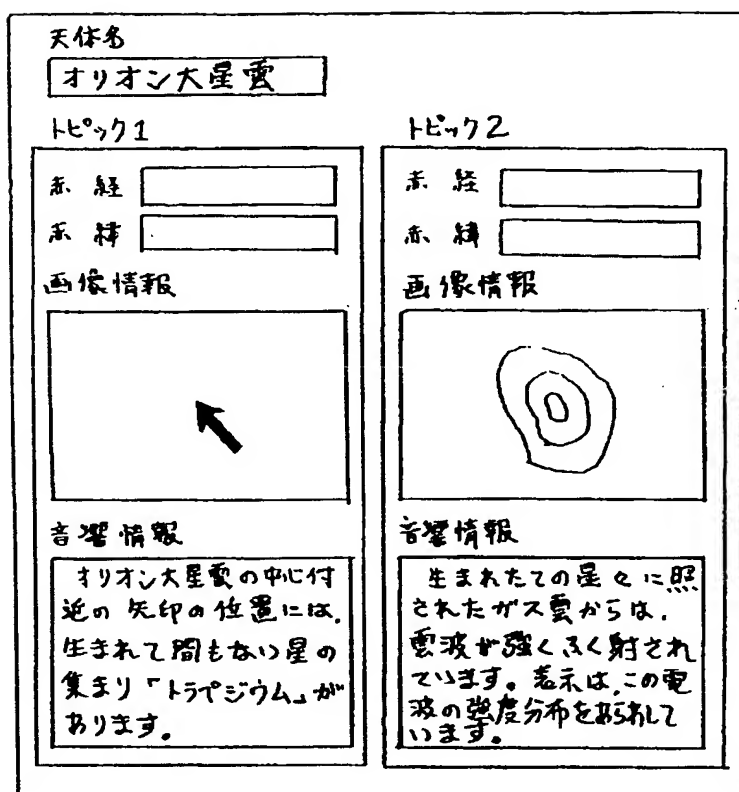 天体名
オリオン大星雲
トピック1
赤経
赤緯
画像情報
音響情報
オリオン大星雲の中心付
近の矢印の位置には、
生まれて間もない星の
集まり「トラペジウム」が
あります。
トピック2
赤経
赤緯
画像情報
音響情報
生まれたての星々に照
されたガス雲からは、
電波が強くふく射され
ています。表示は、この電
波の強度分布をあらわして
います。